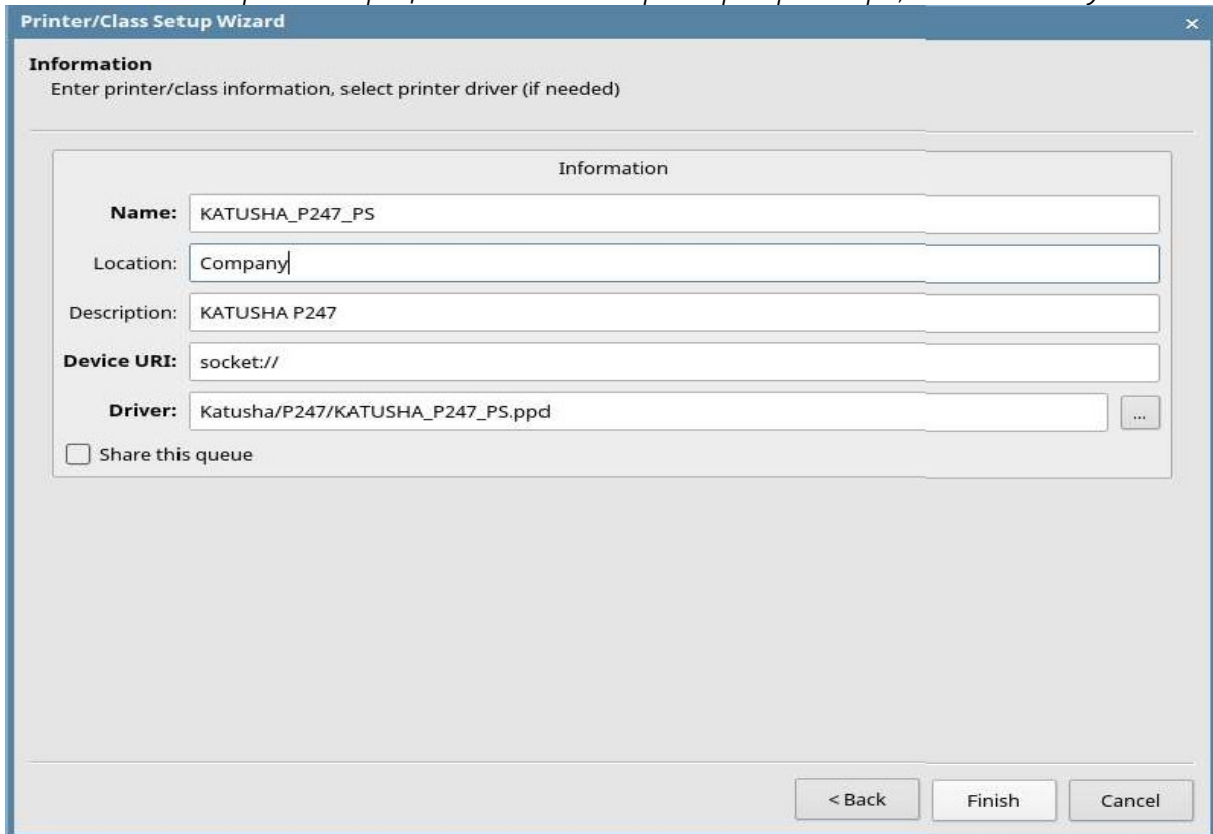 Printer/Class Setup Wizard
×
Information
Enter printer/class information, select printer driver (if needed)
Information
Name: KATUSHA_P247_PS
Location: Company
Description: KATUSHA P247
Device URI: socket://
Driver: Katusha/P247/KATUSHA_P247_PS.ppd ...
Share this queue
< Back Finish Cancel